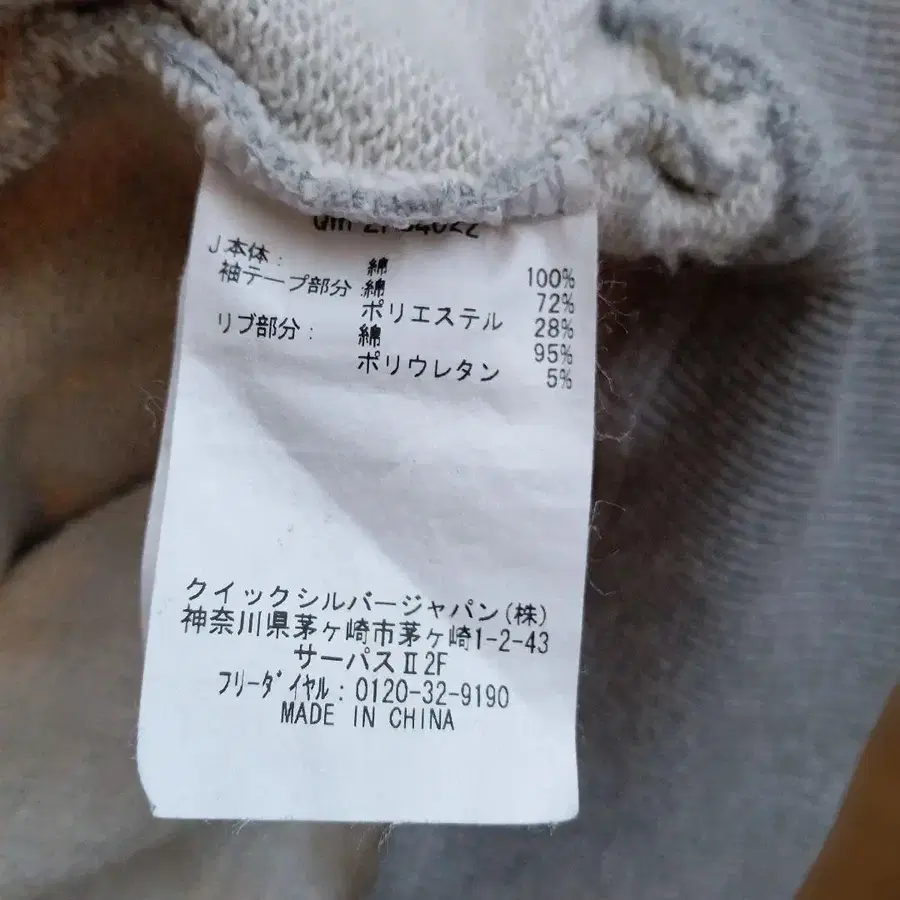 J本体: 綿 100%
袖テープ部分 綿 72%
ポリエステル 28%
リブ部分: 綿 95%
ポリウレタン 5%
クイックシルバージャパン(株)
神奈川県茅ヶ崎市茅ヶ崎1-2-43
サーパスⅡ2F
フリーダイヤル: 0120-32-9190
MADE IN CHINA